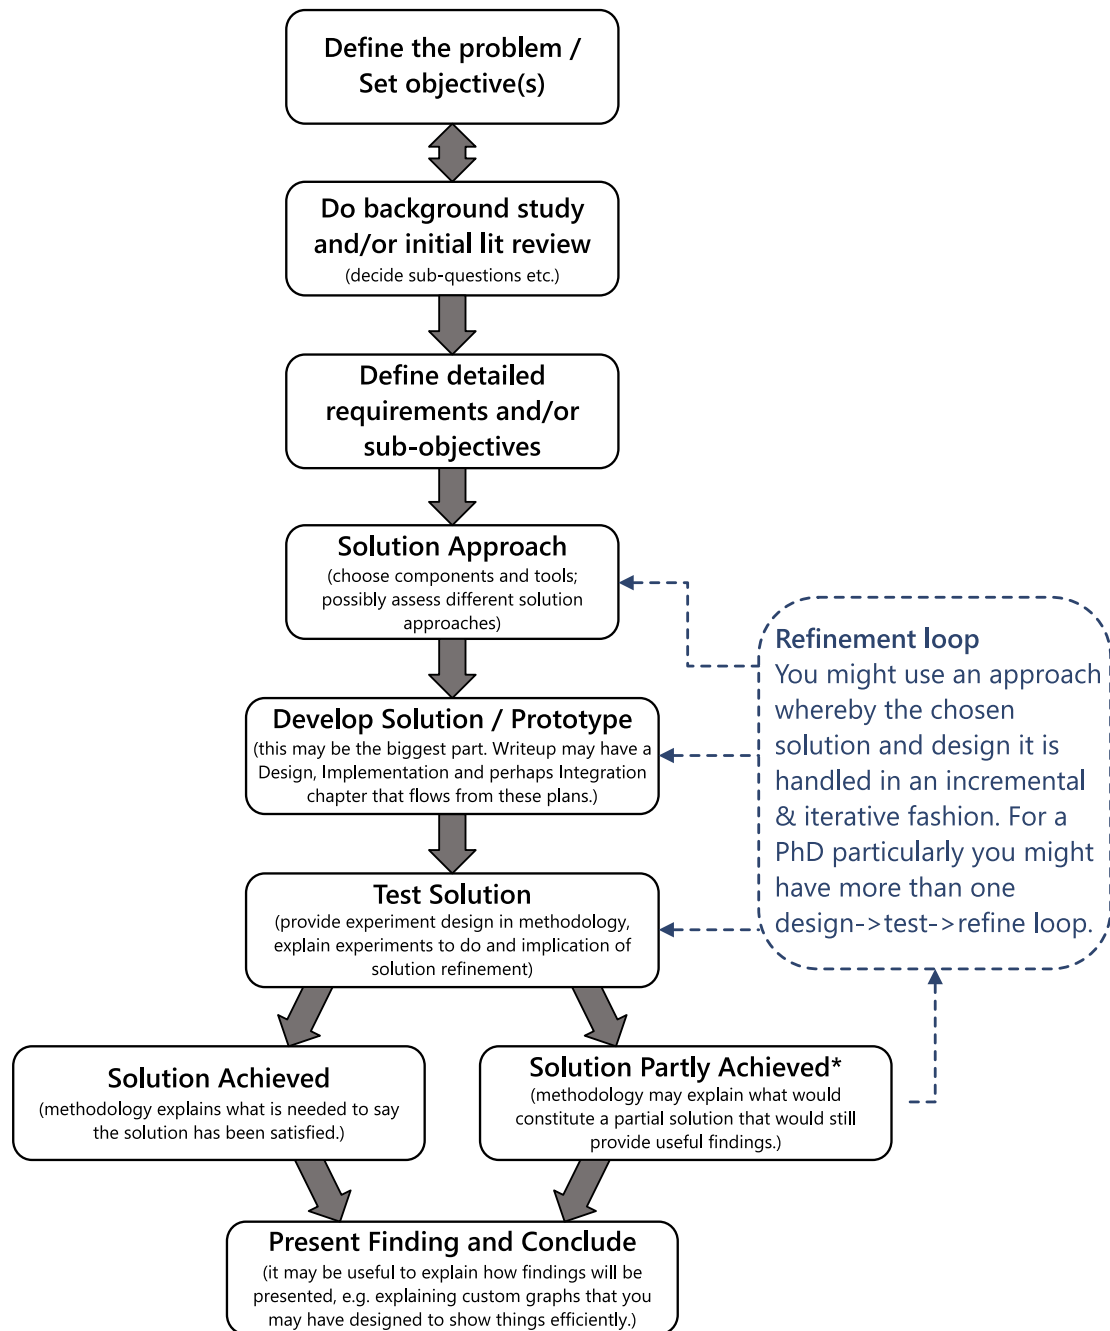 Define the problem /
Set objective(s)
Do background study
and/or initial lit review
(decide sub-questions etc.)
Define detailed
requirements and/or
sub-objectives
Solution Approach
(choose components and tools;
possibly assess different solution
approaches)
Develop Solution / Prototype
(this may be the biggest part. Writeup may have a
Design, Implementation and perhaps Integration
chapter that flows from these plans.)
Test Solution
(provide experiment design in methodology,
explain experiments to do and implication of
solution refinement)
Refinement loop
You might use an approach
whereby the chosen
solution and design it is
handled in an incremental
& iterative fashion. For a
PhD particularly you might
have more than one
design->test->refine loop.
Solution Achieved
(methodology explains what is needed to say
the solution has been satisfied.)
Solution Partly Achieved*
(methodology may explain what would
constitute a partial solution that would still
provide useful findings.)
Present Finding and Conclude
(it may be useful to explain how findings will be
presented, e.g. explaining custom graphs that you
may have designed to show things efficiently.)